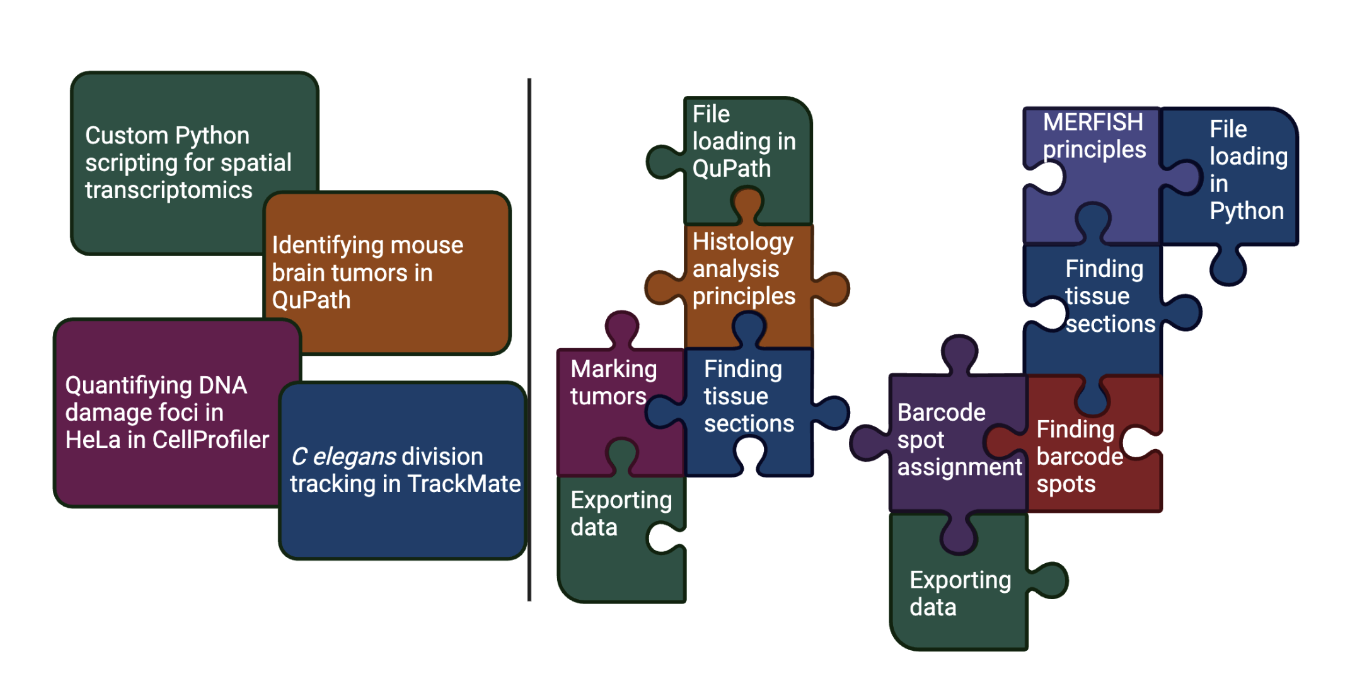 Custom Python
scripting for spatial
transcriptomics
Identifying mouse
brain tumors in
QuPath
Quantifiying DNA
damage foci in
HeLa in CellProfiler
C elegans division
tracking in TrackMate
File
loading in
QuPath
Histology
analysis
principles
Marking
tumors
Finding
tissue
sections
Exporting
data
MERFISH
principles
File
loading
in
Python
Finding
tissue
sections
Barcode
spot
assignment
Finding
barcode
spots
Exporting
data